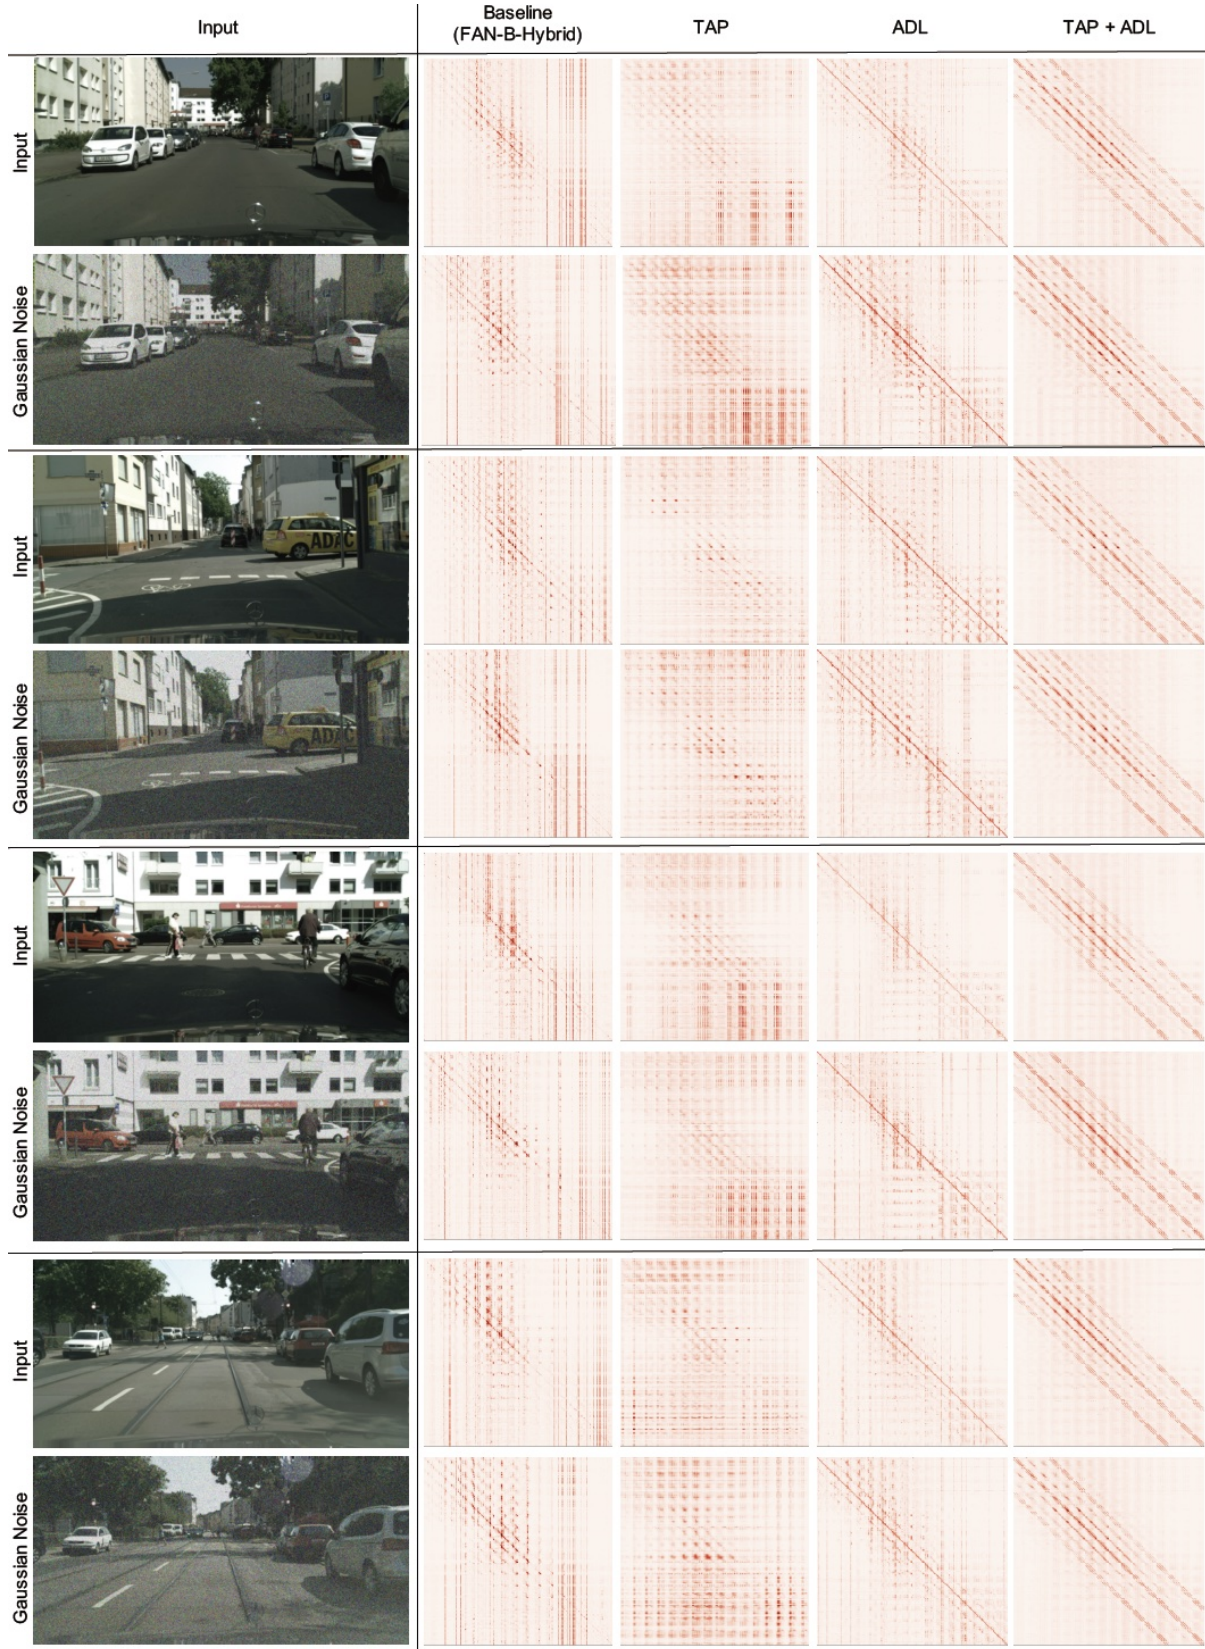 Input
Baseline
(FAN-B-Hybrid)
TAP
ADL
TAP + ADL
Input
Gaussian Noise
Input
ADAC
Gaussian Noise
ADAC
Input
Gaussian Noise
Input
Gaussian Noise